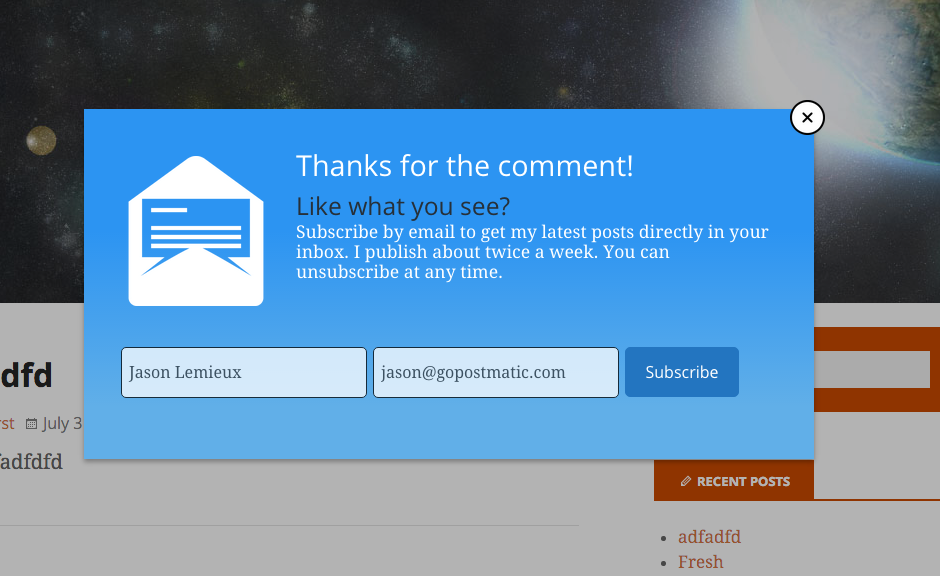 Thanks for the comment!
Like what you see?
Subscribe by email to get my latest posts directly in your
inbox. I publish about twice a week. You can
unsubscribe at any time.
Jason Lemieux
jason@gopostmatic.com
Subscribe
dfd
rst
July 3
adfdfd
RECENT POSTS
adfadfd
Fresh